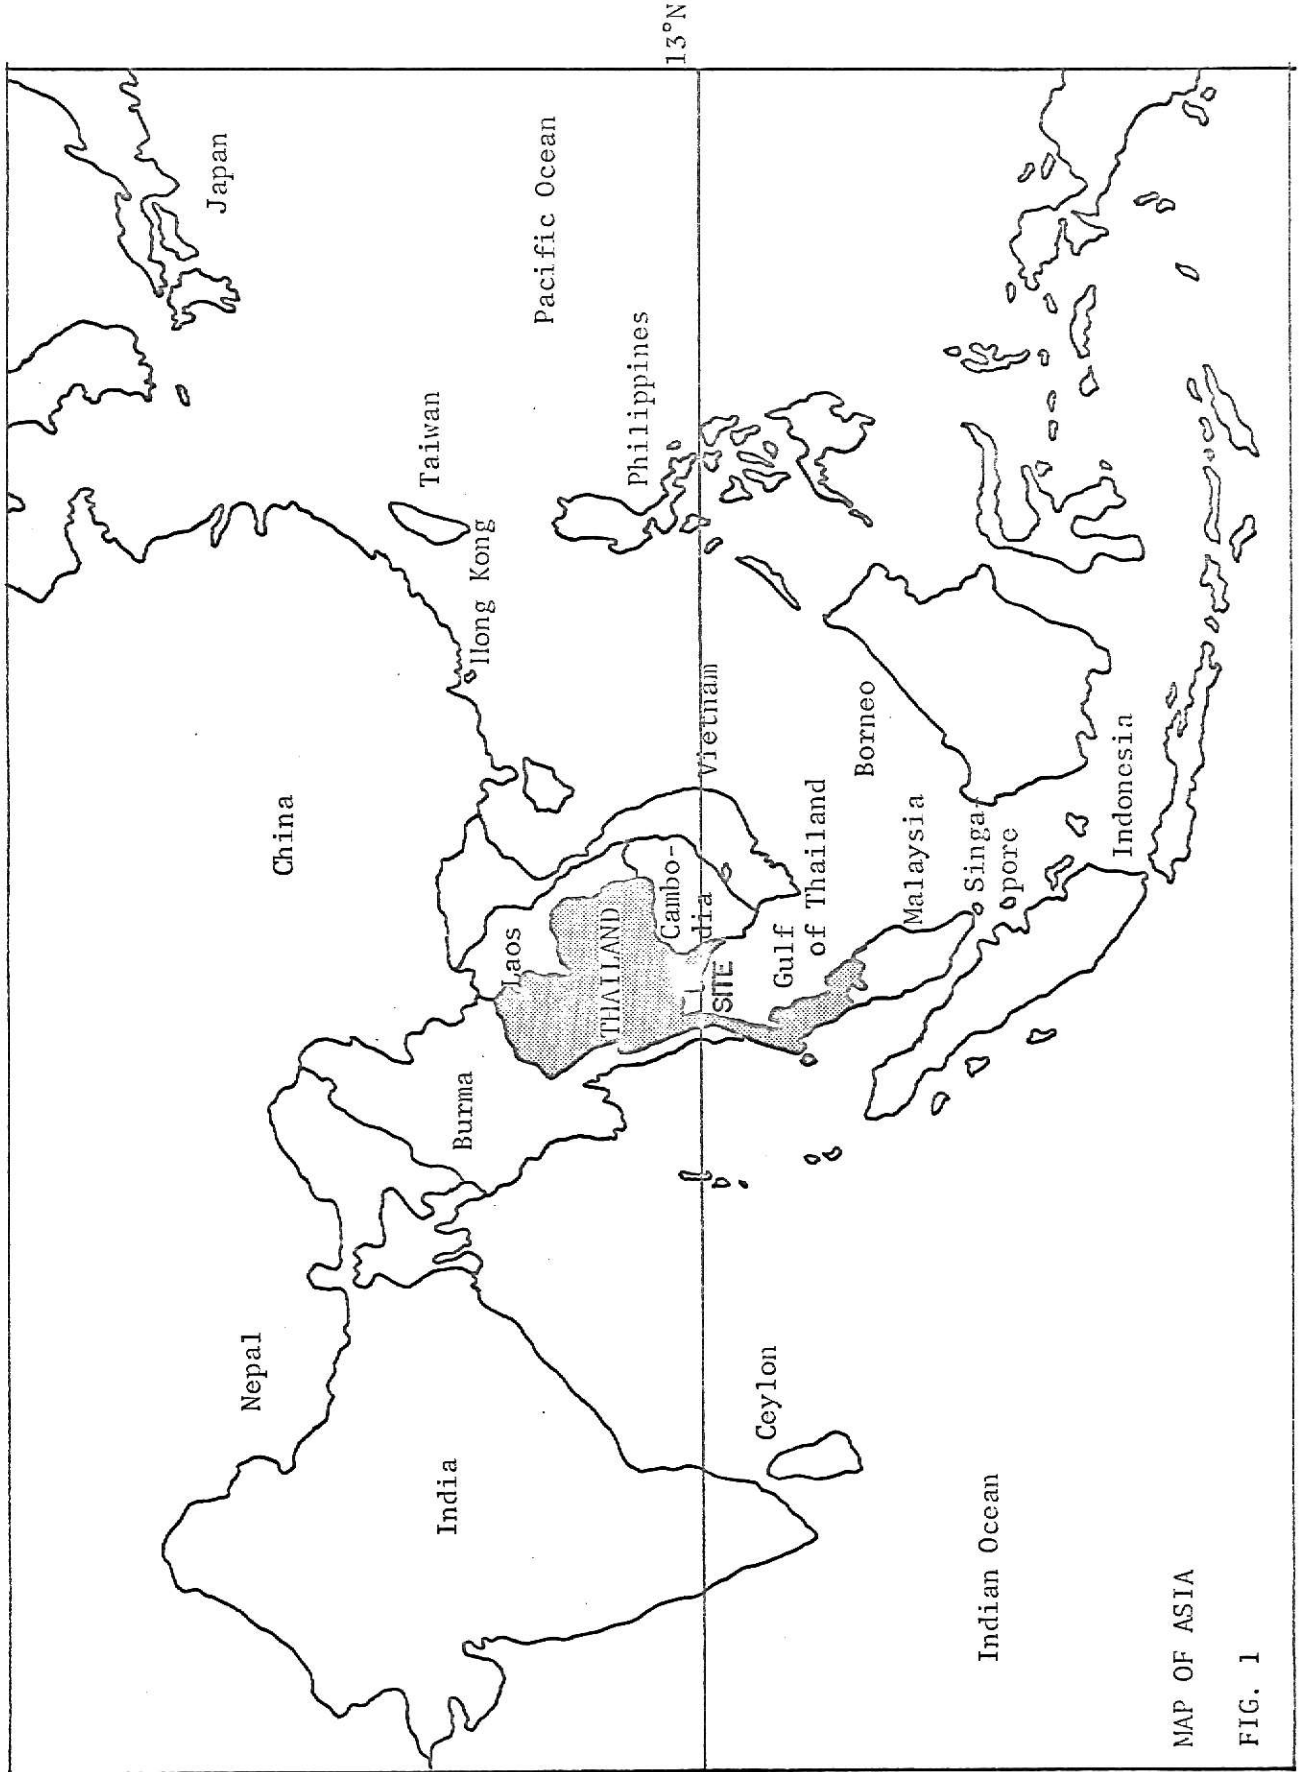 13°N
Japan
Pacific Ocean
Taiwan
Philippines
Hong Kong
China
Vietnam
Borneo
Laos
THAILAND
Cambo-
dia
SITE
Gulf
of Thailand
Malaysia
Singa-
pore
Indonesia
Burma
Nepal
India
Ceylon
Indian Ocean
MAP OF ASIA
FIG. 1